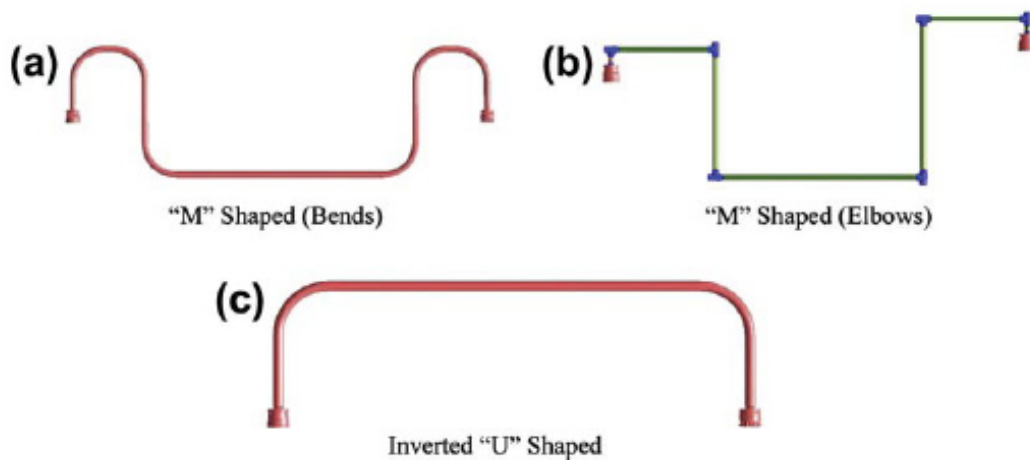 (a)
(b)
“M” Shaped (Bends)
“M” Shaped (Elbows)
(c)
Inverted “U” Shaped